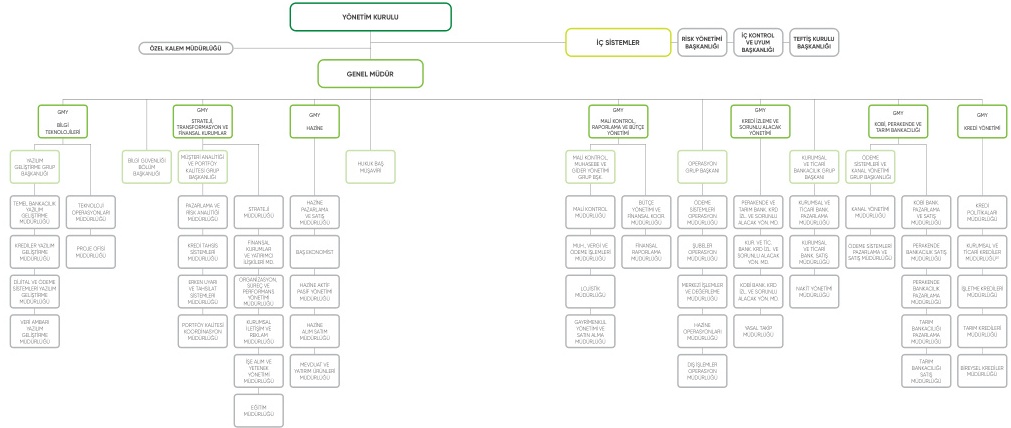 YÖNETİM KURULU
ÖZEL KALEM MÜDÜRLÜĞÜ
İÇ SİSTEMLER
RİSK YÖNETİMİ
BAŞKANLIĞI
İÇ KONTROL
VE UYUM
BAŞKANLIĞI
TEFTİŞ KURULU
BAŞKANLIĞI
GENEL MÜDÜR
GMY
BİLGİ
TEKNOLOJİLERİ
GMY
STRATEJİ,
TRANSFORMASYON VE
FİNANSAL KURUMLAR
GMY
HAZİNE
GMY
MALİ KONTROL,
RAPORLAMA VE BÜTÇE
YÖNETİMİ
GMY
KREDİ İZLEME VE
SORUNLU ALACAK
YÖNETİMİ
GMY
KOBİ, PERAKENDE VE
TARIM BANKACILIĞI
GMY
KREDİ YÖNETİMİ
YAZILIM
GELİŞTİRME GRUP
BAŞKANLIĞI
BİLGİ GÜVENLİĞİ
BÖLÜM
BAŞKANLIĞI
MÜŞTERİ ANALİTİĞİ
VE PORTFÖY
KALİTESİ GRUP
BAŞKANLIĞI
HUKUK BAŞ
MÜŞAVİRİ
MALİ KONTROL,
MUHASEBE VE
GİDER YÖNETİMİ
GRUP BŞK.
OPERASYON
GRUP BAŞKANI
KURUMSAL
VE TİCARİ
BANKACILIK GRUP
BAŞKANI
ÖDEME
SİSTEMLERİ VE
KANAL YÖNETİMİ
GRUP BAŞKANLIĞI
TEMEL BANKACILIK
YAZILIM
GELİŞTİRME
MÜDÜRLÜĞÜ
TEKNOLOJİ
OPERASYONLARI
MÜDÜRLÜĞÜ
PAZARLAMA VE
RİSK ANALİTİĞİ
MÜDÜRLÜĞÜ
STRATEJİ
MÜDÜRLÜĞÜ
HAZİNE
PAZARLAMA
VE SATIŞ
MÜDÜRLÜĞÜ
MALİ KONTROL
MÜDÜRLÜĞÜ
BÜTÇE
YÖNETİMİ VE
FİNANSAL KOOR.
MÜDÜRLÜĞÜ
ÖDEME
SİSTEMLERİ
OPERASYON
MÜDÜRLÜĞÜ
PERAKENDE VE
TARIM BANK. KRD.
İZL. VE SORUNLU
ALACAK YÖN. MD.
KURUMSAL VE
TİCARİ BANK.
PAZARLAMA
MÜDÜRLÜĞÜ
KANAL YÖNETİMİ
MÜDÜRLÜĞÜ
KOBİ BANK.
PAZARLAMA
VE SATIŞ
MÜDÜRLÜĞÜ
KREDİ
POLİTİKALARI
MÜDÜRLÜĞÜ
KREDİLER YAZILIM
GELİŞTİRME
MÜDÜRLÜĞÜ
PROJE OFİSİ
KREDİ TAHSİS
SİSTEMLERİ
MÜDÜRLÜĞÜ
FİNANSAL
KURUMLAR
VE YATIRIMCI
İLİŞKİLERİ MD.
BAŞ EKONOMİST
MUH., VERGİ VE
ÖDEME İŞLEMLERİ
MÜDÜRLÜĞÜ
FİNANSAL
RAPORLAMA
MÜDÜRLÜĞÜ
ŞUBELER
OPERASYON
MÜDÜRLÜĞÜ
KUR. VE TİC.
BANK. KRD. İZL. VE
SORUNLU ALACAK
YÖN. MD.
KURUMSAL
VE TİCARİ
BANK. SATIŞ
MÜDÜRLÜĞÜ
ÖDEME SİSTEMLERİ
PAZARLAMA VE
SATIŞ MÜDÜRLÜĞÜ
PERAKENDE
BANKACILIK SATIŞ
MÜDÜRLÜĞÜ
KURUMSAL VE
TİCARİ KREDİLER
DİJİTAL VE ÖDEME
SİSTEMLERİ YAZILIM
GELİŞTİRME
MÜDÜRLÜĞÜ
ERKEN UYARI
VE TAHSİLAT
SİSTEMLERİ
MÜDÜRLÜĞÜ
ORGANİZASYON,
SÜREÇ VE
PERFORMANS
YÖNETİMİ
MÜDÜRLÜĞÜ
HAZİNE AKTİF
PASİF YÖNETİMİ
MÜDÜRLÜĞÜ
LOJİSTİK
MÜDÜRLÜĞÜ
MERKEZİ İŞLEMLER
VE DEĞERLEME
MÜDÜRLÜĞÜ
KOBİ BANK. KRD.
İZL. VE SORUNLU
ALACAK YÖN. MD.
NAKİT YÖNETİMİ
MÜDÜRLÜĞÜ
PERAKENDE
BANKACILIK
PAZARLAMA
MÜDÜRLÜĞÜ
İŞLETME KREDİLERİ
MÜDÜRLÜĞÜ
VERİ AMBARI
YAZILIM
GELİŞTİRME
MÜDÜRLÜĞÜ
PORTFÖY KALİTESİ
KOORDİNASYON
MÜDÜRLÜĞÜ
KURUMSAL
İLETİŞİM VE
REKLAM
MÜDÜRLÜĞÜ
HAZİNE
ALIM SATIM
MÜDÜRLÜĞÜ
GAYRİMENKUL
YÖNETİMİ VE
SATIN ALMA
MÜDÜRLÜĞÜ
HAZİNE
OPERASYONLARI
MÜDÜRLÜĞÜ
YASAL TAKİP
MÜDÜRLÜĞÜ
TARIM
BANKACILIĞI
PAZARLAMA
MÜDÜRLÜĞÜ
TARIM KREDİLERİ
MÜDÜRLÜĞÜ
İŞE ALIM VE
YETENEK
YÖNETİMİ
MÜDÜRLÜĞÜ
MEVDUAT VE
YATIRIM ÜRÜNLERİ
MÜDÜRLÜĞÜ
DIŞ İŞLEMLER
OPERASYON
MÜDÜRLÜĞÜ
TARIM
BANKACILIĞI
SATIŞ
MÜDÜRLÜĞÜ
BİREYSEL KREDİLER
MÜDÜRLÜĞÜ
EĞİTİM
MÜDÜRLÜĞÜ